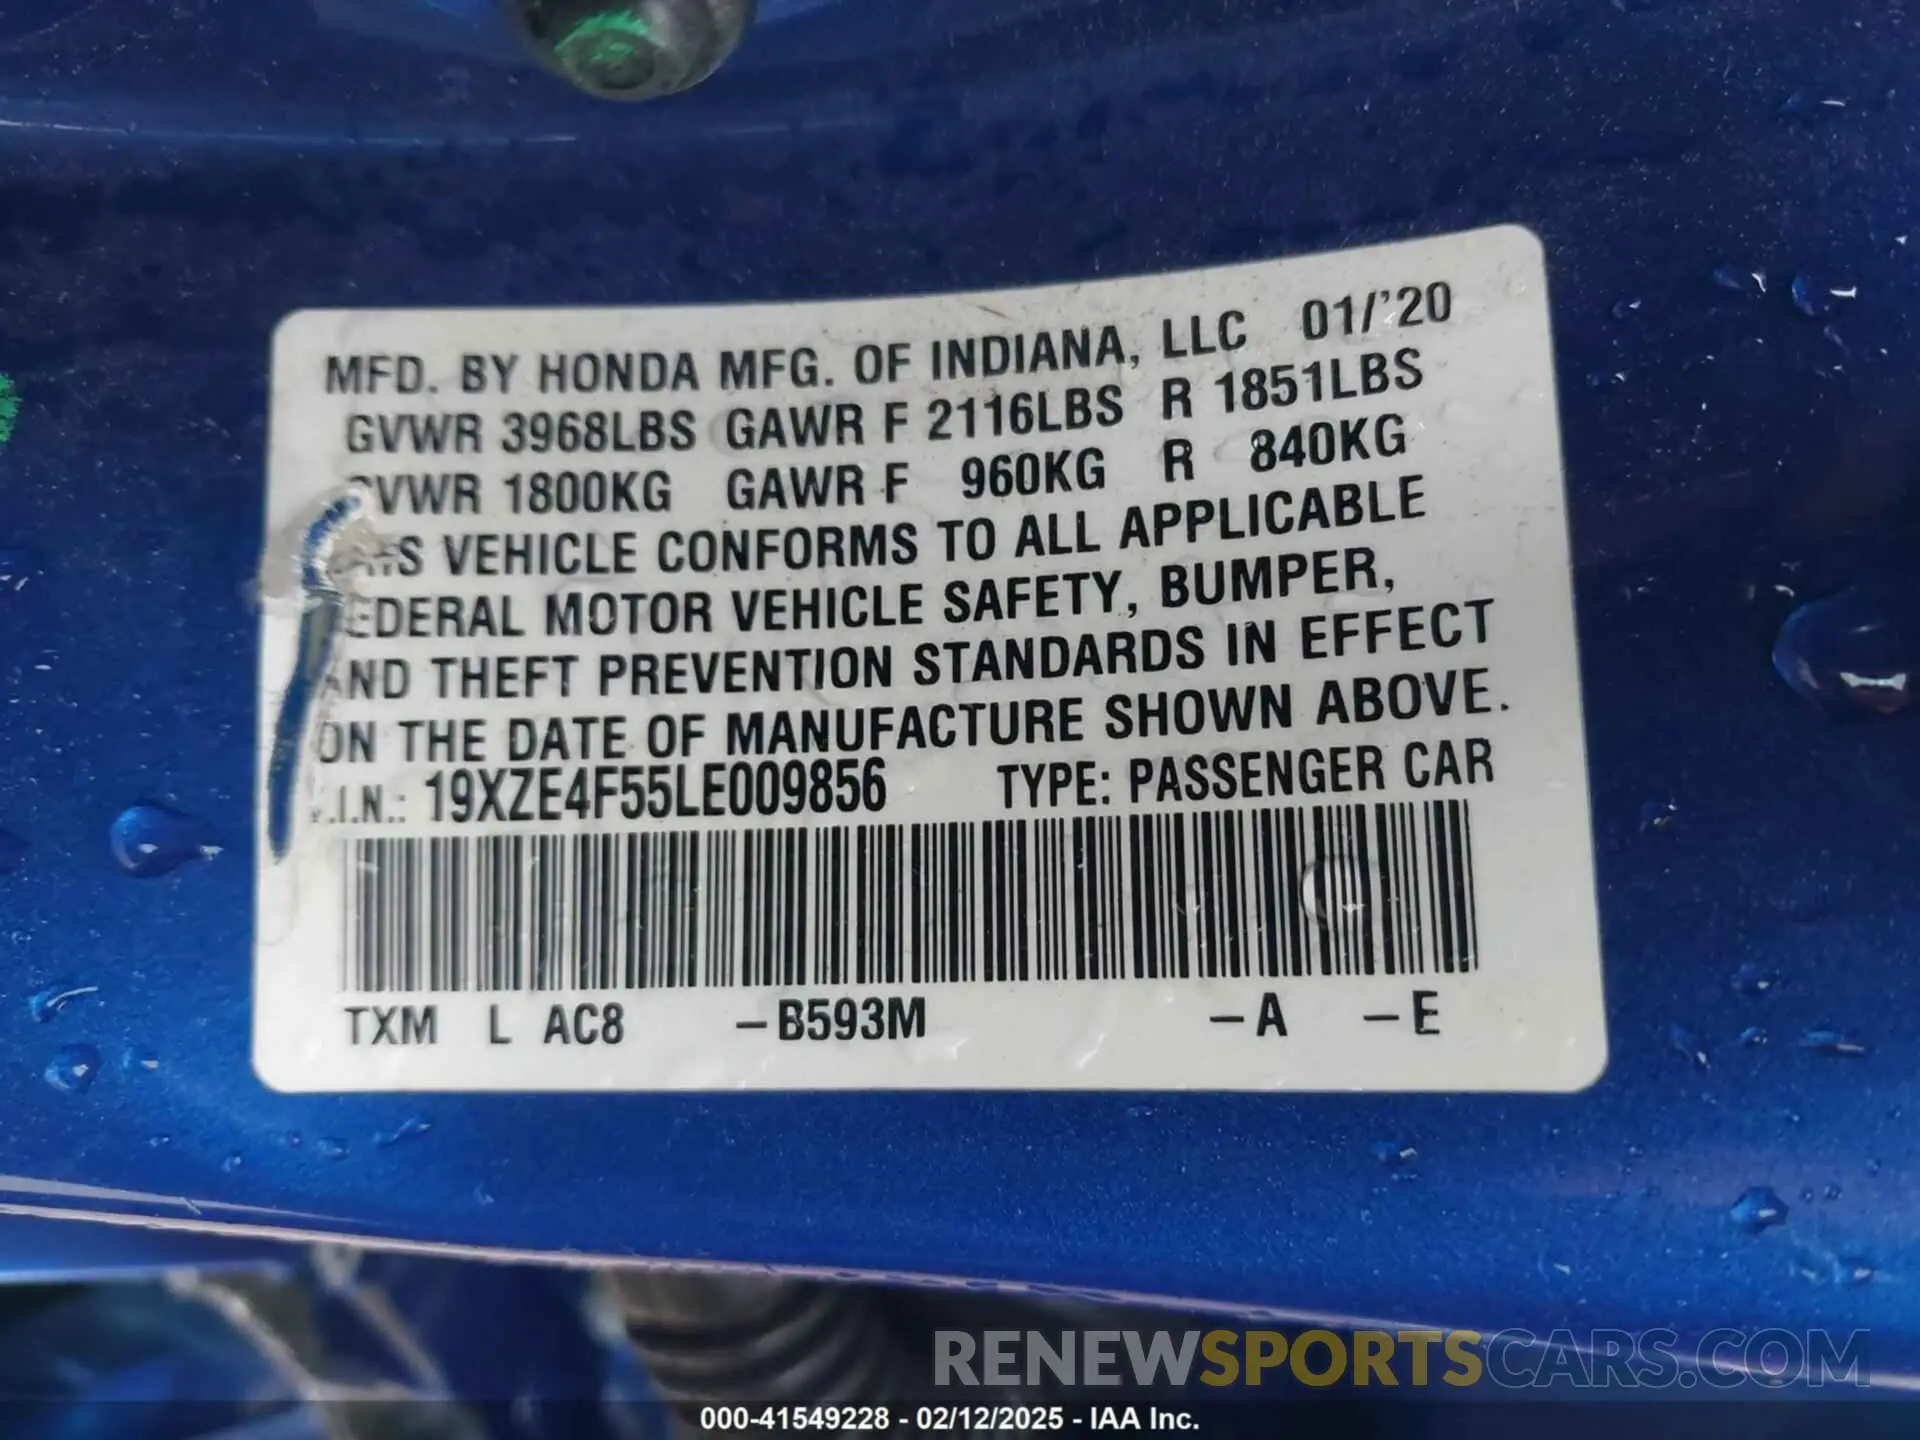 MFD. BY HONDA MFG. OF INDIANA, LLC 01/'20
GVWR 3968LBS GAWR F 2116LBS R 1851LBS
GVWR 1800KG GAWR F 960KG R 840KG
VEHICLE CONFORMS TO ALL APPLICABLE
FEDERAL MOTOR VEHICLE SAFETY, BUMPER,
AND THEFT PREVENTION STANDARDS IN EFFECT
ON THE DATE OF MANUFACTURE SHOWN ABOVE.
V.I.N.: 19XZE4F55LE009856 TYPE: PASSENGER CAR
TXM L AC8 -B593M -A -E
RENEWSPORTSCARS.COM
000-41549228 - 02/12/2025 - IAA Inc.